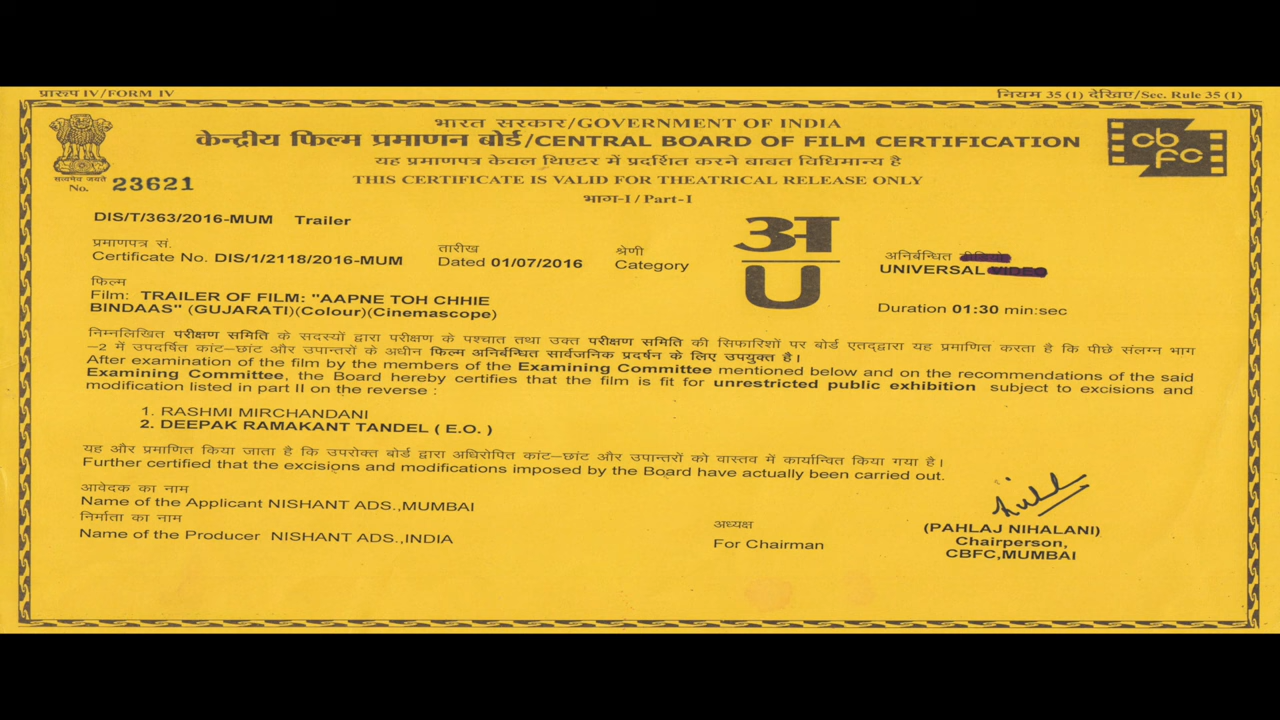 प्रारूप IV/FORM IV
नियम 35 (1) देखिए/Sec. Rule 35 (1)
भारत सरकार/GOVERNMENT OF INDIA
केन्द्रीय फिल्म प्रमाणन बोर्ड/CENTRAL BOARD OF FILM CERTIFICATION
cbfc
यह प्रमाणपत्र केवल थिएटर में प्रदर्शित करने बाबत विधिमान्य है
सत्यमेव जयते
No. 23621
THIS CERTIFICATE IS VALID FOR THEATRICAL RELEASE ONLY
भाग-I / Part-I
DIS/T/363/2016-MUM Trailer
प्रमाणपत्र सं.
Certificate No. DIS/1/2118/2016-MUM
तारीख
Dated 01/07/2016
श्रेणी
Category
अ
U
अनिर्बन्धित
UNIVERSAL VIDEO
फिल्म
Film: TRAILER OF FILM: "AAPNE TOH CHHIE
BINDAAS" (GUJARATI)(Colour)(Cinemascope)
Duration 01:30 min:sec
निम्नलिखित परीक्षण समिति के सदस्यों द्वारा परीक्षण के पश्चात तथा उक्त परीक्षण समिति की सिफारिशों पर बोर्ड एतद्द्वारा यह प्रमाणित करता है कि पीछे संलग्न भाग
-2 में उपदर्षित कांट-छांट और उपान्तरों के अधीन फिल्म अनिर्बन्धित सार्वजनिक प्रदर्षन के लिए उपयुक्त है।
After examination of the film by the members of the Examining Committee mentioned below and on the recommendations of the said
Examining Committee, the Board hereby certifies that the film is fit for unrestricted public exhibition subject to excisions and
modification listed in part II on the reverse :
1. RASHMI MIRCHANDANI
2. DEEPAK RAMAKANT TANDEL ( E.O. )
यह और प्रमाणित किया जाता है कि उपरोक्त बोर्ड द्वारा अधिरोपित कांट-छांट और उपान्तरों को वास्तव में कार्यान्वित किया गया है।
Further certified that the excisions and modifications imposed by the Board have actually been carried out.
आवेदक का नाम
Name of the Applicant NISHANT ADS.,MUMBAI
निर्माता का नाम
Name of the Producer NISHANT ADS.,INDIA
अध्यक्ष
For Chairman
(PAHLAJ NIHALANI)
Chairperson,
CBFC,MUMBAI